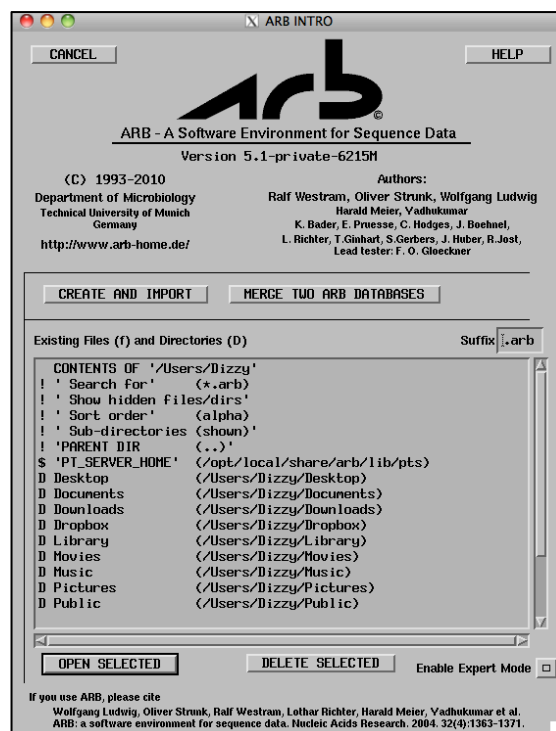 ARB INTRO
CANCEL
HELP
arb
©
ARB - A Software Environment for Sequence Data
Version 5.1-private-6215M
(C) 1993-2010
Department of Microbiology
Technical University of Munich
Germany
http://www.arb-home.de/
Authors:
Ralf Westram, Oliver Strunk, Wolfgang Ludwig
Harald Meier, Yadhukumar
K. Bader, E. Pruesse, C. Hodges, J. Boehnel,
L. Richter, T.Ginhart, S.Gerbers, J. Huber, R.Jost,
Lead tester: F. O. Gloeckner
CREATE AND IMPORT
MERGE TWO ARB DATABASES
Existing Files (f) and Directories (D)
Suffix .arb
CONTENTS OF '/Users/Dizzy'
! ' Search for' (*.arb)
! ' Show hidden files/dirs'
! ' Sort order' (alpha)
! ' Sub-directories (shown)'
! 'PARENT DIR (..)'
$ 'PT_SERVER_HOME' (/opt/local/share/arb/lib/pts)
D Desktop (/Users/Dizzy/Desktop)
D Documents (/Users/Dizzy/Documents)
D Downloads (/Users/Dizzy/Downloads)
D Dropbox (/Users/Dizzy/Dropbox)
D Library (/Users/Dizzy/Library)
D Movies (/Users/Dizzy/Movies)
D Music (/Users/Dizzy/Music)
D Pictures (/Users/Dizzy/Pictures)
D Public (/Users/Dizzy/Public)
OPEN SELECTED
DELETE SELECTED
Enable Expert Mode
If you use ARB, please cite
Wolfgang Ludwig, Oliver Strunk, Ralf Westram, Lothar Richter, Harald Meier, Yadhukumar et al.
ARB: a software environment for sequence data. Nucleic Acids Research. 2004. 32(4):1363-1371.